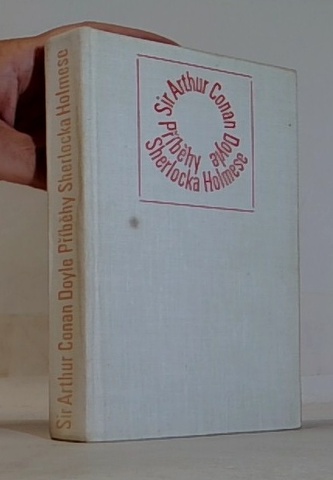 Sir Arthur Conan Doyle Příběhy Sherlocka Holmese
Sir Arthur Conan Doyle
Příběhy
Sherlocka Holmese